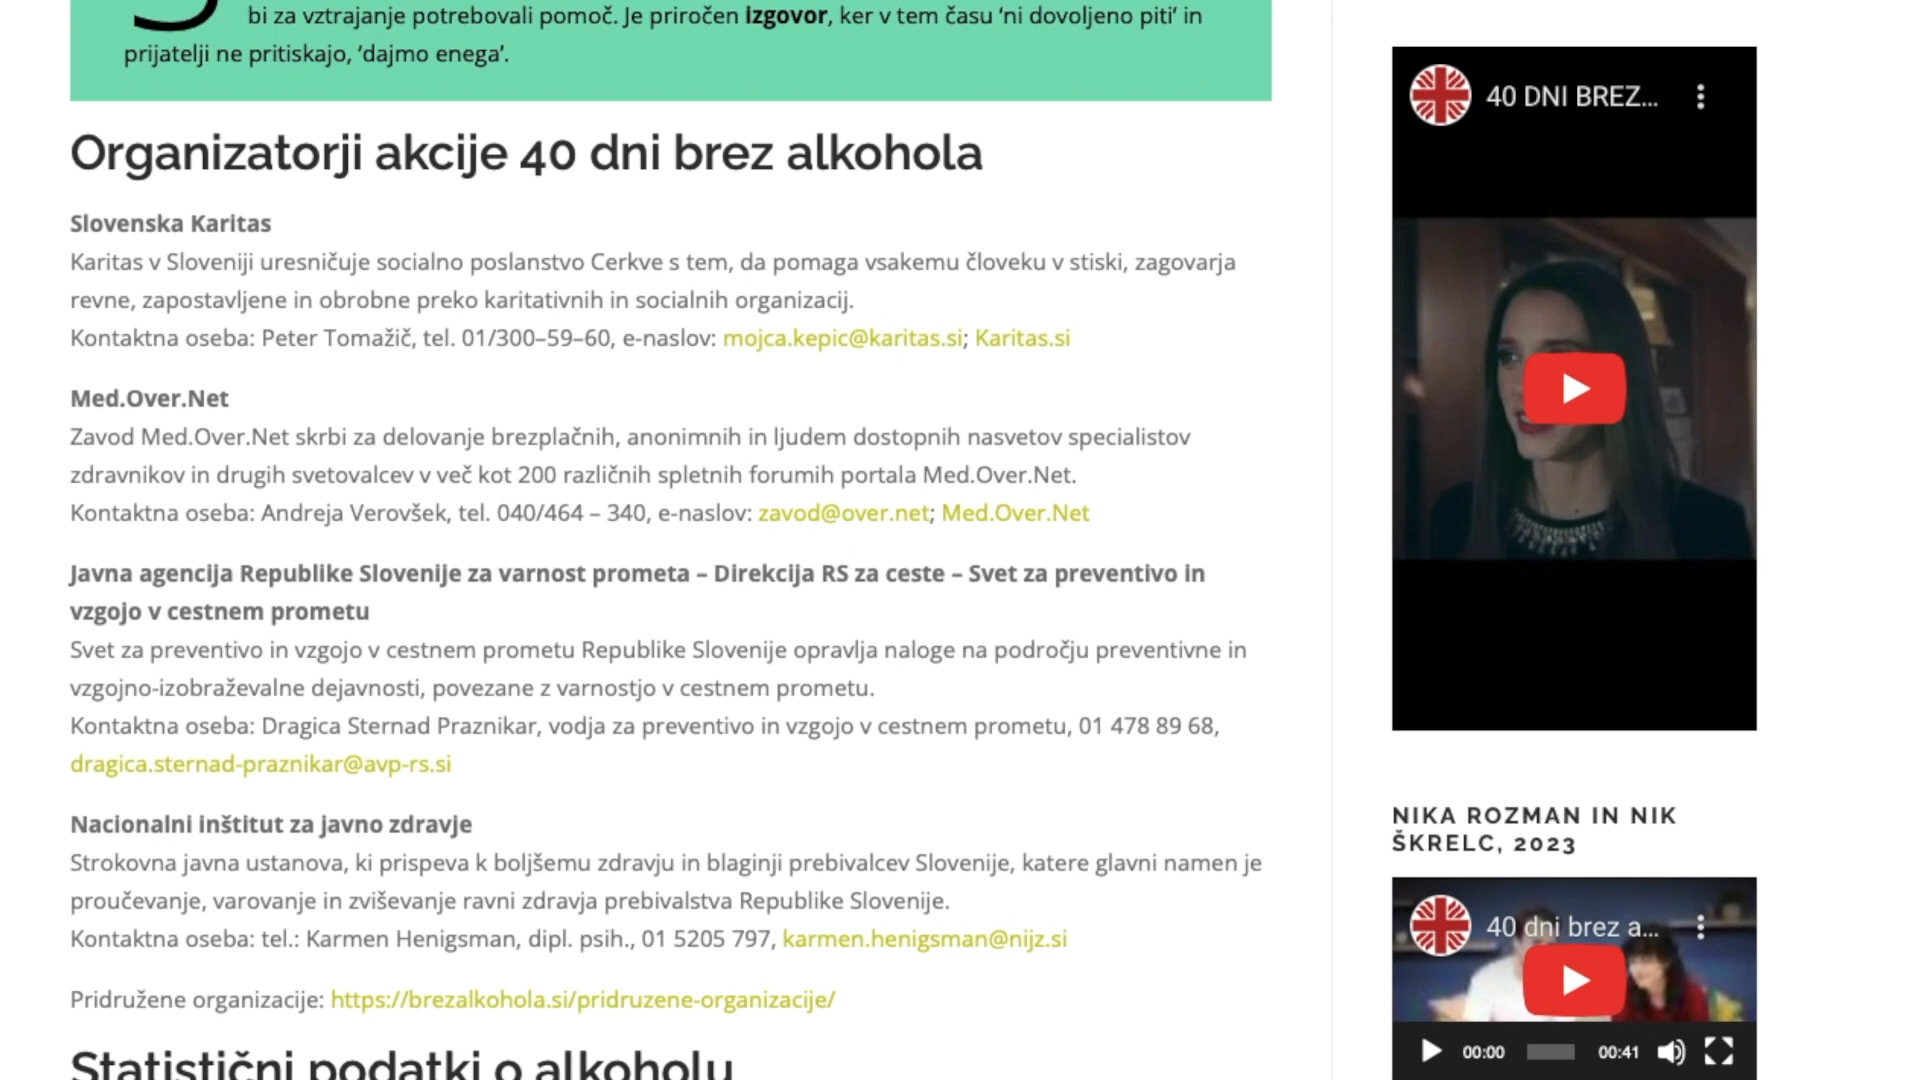 bi za vztrajanje potrebovali pomoč. Je priročen izgovor, ker v tem času ‘ni dovoljeno piti’ in
prijatelji ne pritiskajo, ‘dajmo enega’.
Organizatorji akcije 40 dni brez alkohola
Slovenska Karitas
Karitas v Sloveniji uresničuje socialno poslanstvo Cerkve s tem, da pomaga vsakemu človeku v stiski, zagovarja
revne, zapostavljene in obrobne preko karitativnih in socialnih organizacij.
Kontaktna oseba: Peter Tomažič, tel. 01/300–59–60, e-naslov: mojca.kepic@karitas.si; Karitas.si
Med.Over.Net
Zavod Med.Over.Net skrbi za delovanje brezplačnih, anonimnih in ljudem dostopnih nasvetov specialistov
zdravnikov in drugih svetovalcev v več kot 200 različnih spletnih forumih portala Med.Over.Net.
Kontaktna oseba: Andreja Verovšek, tel. 040/464 – 340, e-naslov: zavod@over.net; Med.Over.Net
Javna agencija Republike Slovenije za varnost prometa – Direkcija RS za ceste – Svet za preventivo in
vzgojo v cestnem prometu
Svet za preventivo in vzgojo v cestnem prometu Republike Slovenije opravlja naloge na področju preventivne in
vzgojno-izobraževalne dejavnosti, povezane z varnostjo v cestnem prometu.
Kontaktna oseba: Dragica Sternad Praznikar, vodja za preventivo in vzgojo v cestnem prometu, 01 478 89 68,
dragica.sternad-praznikar@avp-rs.si
Nacionalni inštitut za javno zdravje
Strokovna javna ustanova, ki prispeva k boljšemu zdravju in blaginji prebivalcev Slovenije, katere glavni namen je
proučevanje, varovanje in zviševanje ravni zdravja prebivalstva Republike Slovenije.
Kontaktna oseba: tel.: Karmen Henigsman, dipl. psih., 01 5205 797, karmen.henigsman@nijz.si
Pridružene organizacije: https://brezalkohola.si/pridruzene-organizacije/
Statistični podatki o alkoholu
40 DNI BREZ...
NIKA ROZMAN IN NIK
ŠKRELC, 2023
40 dni brez a...
00:00 00:41